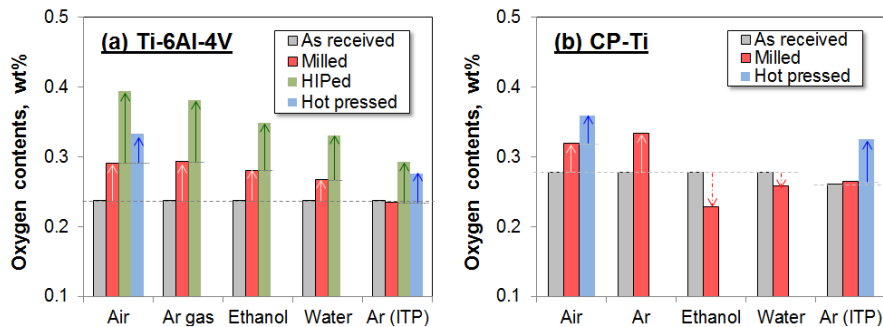 (a) Ti-6Al-4V
As received
Milled
HIPed
Hot pressed
Oxygen contents, wt%
0.5
0.4
0.3
0.2
0.1
Air
Ar gas
Ethanol
Water
Ar (ITP)
(b) CP-Ti
As received
Milled
Hot pressed
Oxygen contents, wt%
0.5
0.4
0.3
0.2
0.1
Air
Ar
Ethanol
Water
Ar (ITP)